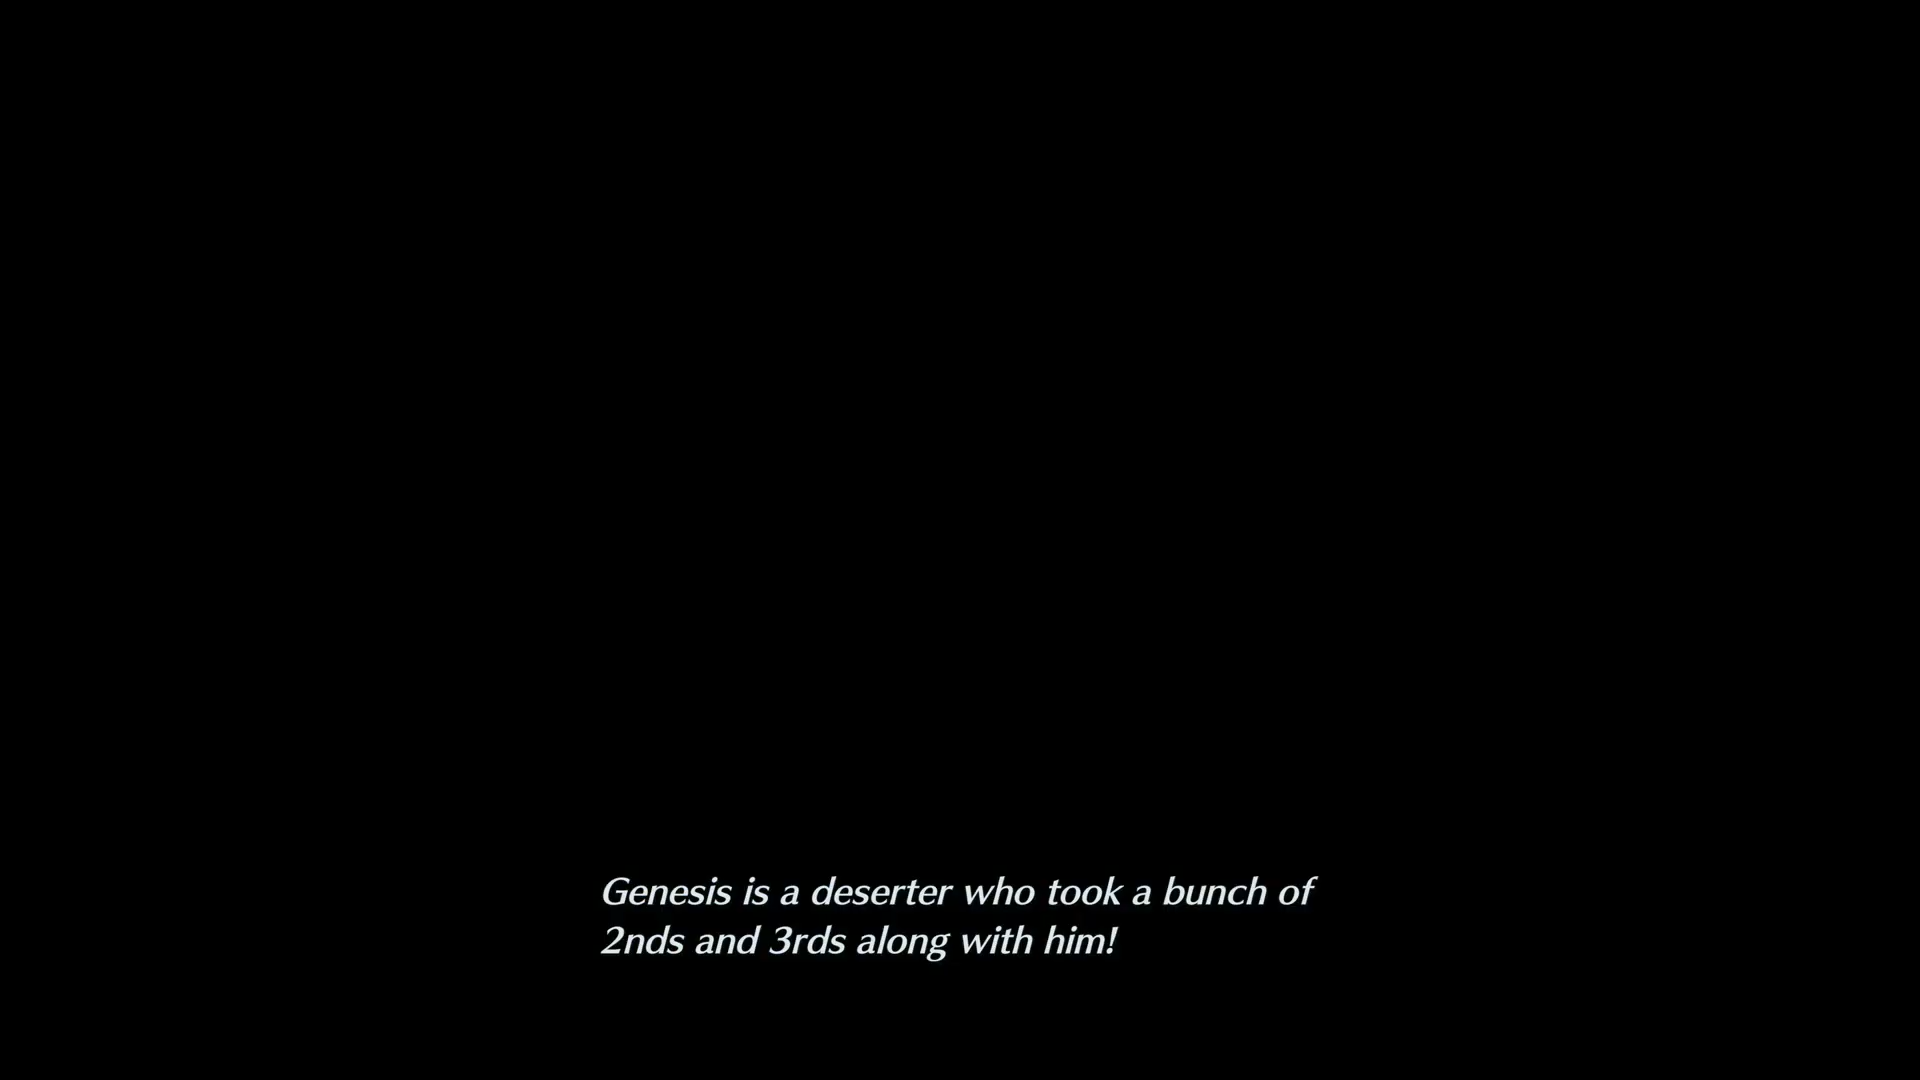 Genesis is a deserter who took a bunch of
2nds and 3rds along with him!